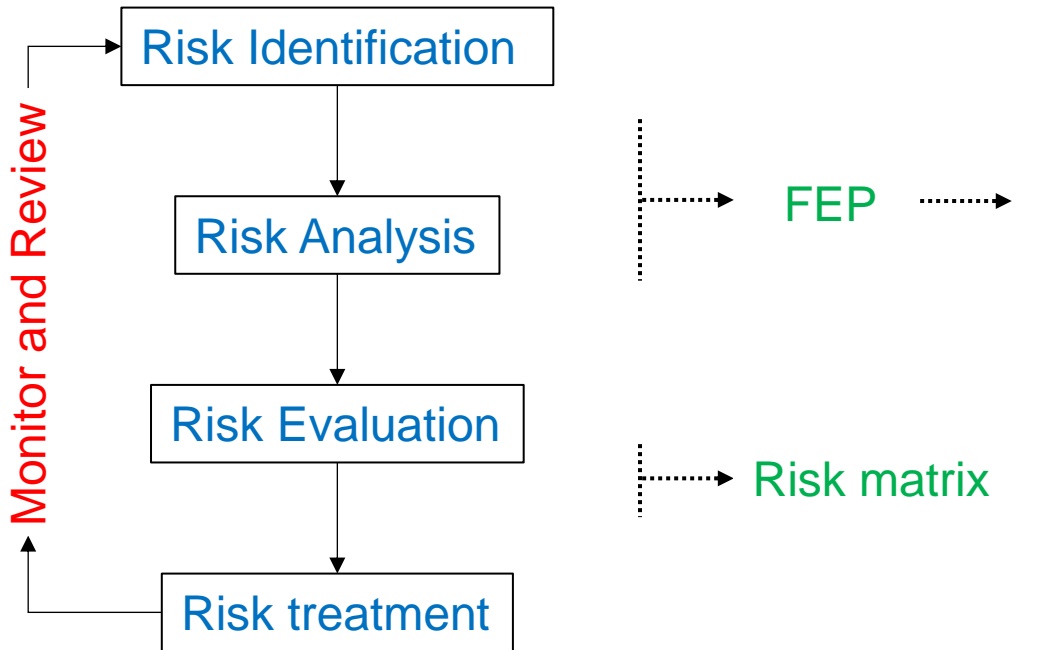 Risk Identification
Monitor and Review
Risk Analysis
FEP
Risk Evaluation
Risk matrix
Risk treatment